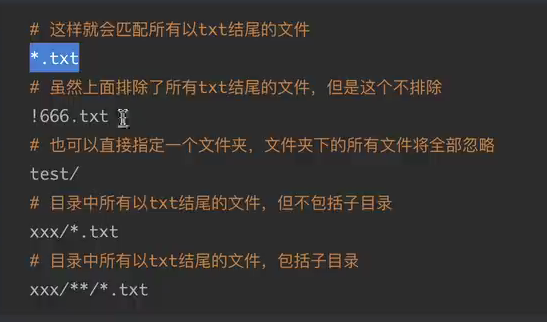 # 这样就会匹配所有以txt结尾的文件
*.txt
# 虽然上面排除了所有txt结尾的文件，但是这个不排除
!666.txt
# 也可以直接指定一个文件夹，文件夹下的所有文件将全部忽略
test/
# 目录中所有以txt结尾的文件，但不包括子目录
xxx/*.txt
# 目录中所有以txt结尾的文件，包括子目录
xxx/**/*.txt